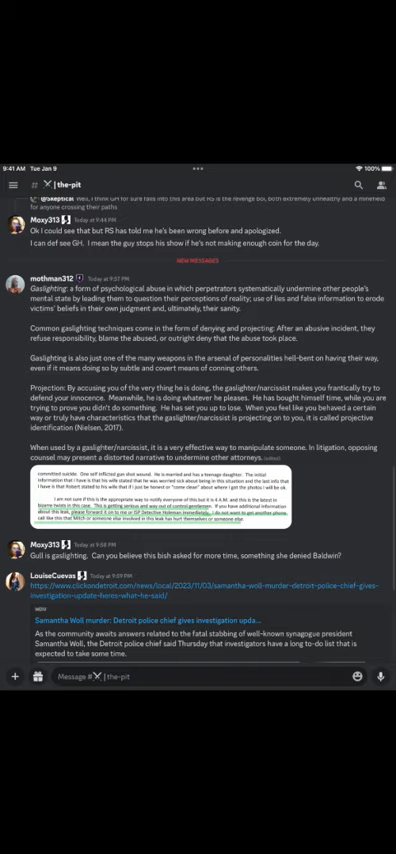 9:41 AM Tue Jan 9
100%
# | the-pit
@Skeptical Well, I think GH for sure falls into this area but RS is the revenge bot, both extremely unhealthy and a minefield
for anyone crossing their paths
Moxy313 Today at 9:44 PM
Ok I could see that but RS has told me he's been wrong before and apologized.
I can def see GH. I mean the guy stops his show if he's not making enough coin for the day.
NEW MESSAGES
mothman312 Today at 9:57 PM
Gaslighting: a form of psychological abuse in which perpetrators systematically undermine other people's
mental state by leading them to question their perceptions of reality; use of lies and false information to erode
victims' beliefs in their own judgment and, ultimately, their sanity.
Common gaslighting techniques come in the form of denying and projecting: After an abusive incident, they
refuse responsibility, blame the abused, or outright deny that the abuse took place.
Gaslighting is also just one of the many weapons in the arsenal of personalities hell-bent on having their way,
even if it means doing so by subtle and covert means of conning others.
Projection: By accusing you of the very thing he is doing, the gaslighter/narcissist makes you frantically try to
defend your innocence. Meanwhile, he is doing whatever he pleases. He has bought himself time, while you are
trying to prove you didn't do something. He has set you up to lose. When you feel like you behaved a certain
way or truly have characteristics that the gaslighter/narcissist is projecting on to you, it is called projective
identification (Nielsen, 2017).
When used by a gaslighter/narcissist, it is a very effective way to manipulate someone. In litigation, opposing
counsel may present a distorted narrative to undermine other attorneys. (edited)
committed suicide. One self inflicted gun shot wound. He is married and has a teenage daughter. The initial
information that I have is that his wife stated that he was worried sick about being in this situation and the last info that
I have is that Robert stated to his wife that if I just be honest or "come clean" about where I get the photos I will be ok
I am not sure if this is the appropriate way to notify everyone of this but it is 4 A.M. and this is the latest in
bizarre twists in this case. This is getting serious and way out of control gentlemen. If you have additional information
about this leak, please forward it on to me or GP Detective Holeman immediately. I do not want to get another phone
call like this that Mitch or someone else involved in this leak has hurt themselves or someone else.
Moxy313 Today at 9:58 PM
Gull is gaslighting. Can you believe this bish asked for more time, something she denied Baldwin?
LouiseCuevas Today at 9:59 PM
https://www.clickondetroit.com/news/local/2023/11/03/samantha-woll-murder-detroit-police-chief-gives-
investigation-update-heres-what-he-said/
WDIV
Samantha Woll murder: Detroit police chief gives investigation upda...
As the community awaits answers related to the fatal stabbing of well-known synagogue president
Samantha Woll, the Detroit police chief said Thursday that investigators have a long to-do list that is
expected to take some time.
Message # | the-pit